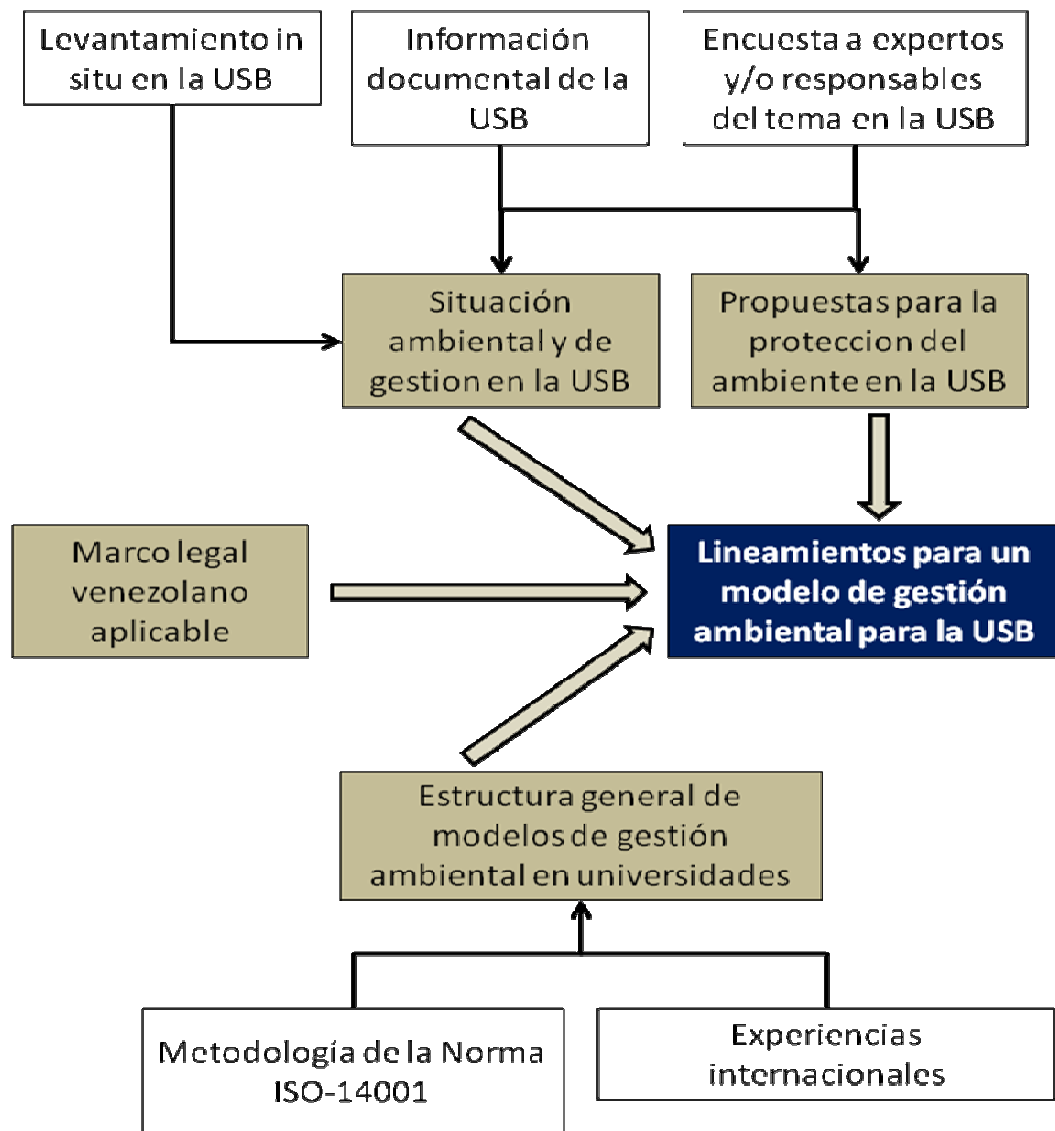 Levantamiento in
situ en la USB
Información
documental de la
USB
Encuesta a expertos
y/o responsables
del tema en la USB
Situación
ambiental y de
gestion en la USB
Propuestas para la
proteccion del
ambiente en la USB
Marco legal
venezolano
aplicable
Lineamientos para un
modelo de gestión
ambiental para la USB
Estructura general de
modelos de gestión
ambiental en universidades
Metodología de la Norma
ISO-14001
Experiencias
internacionales